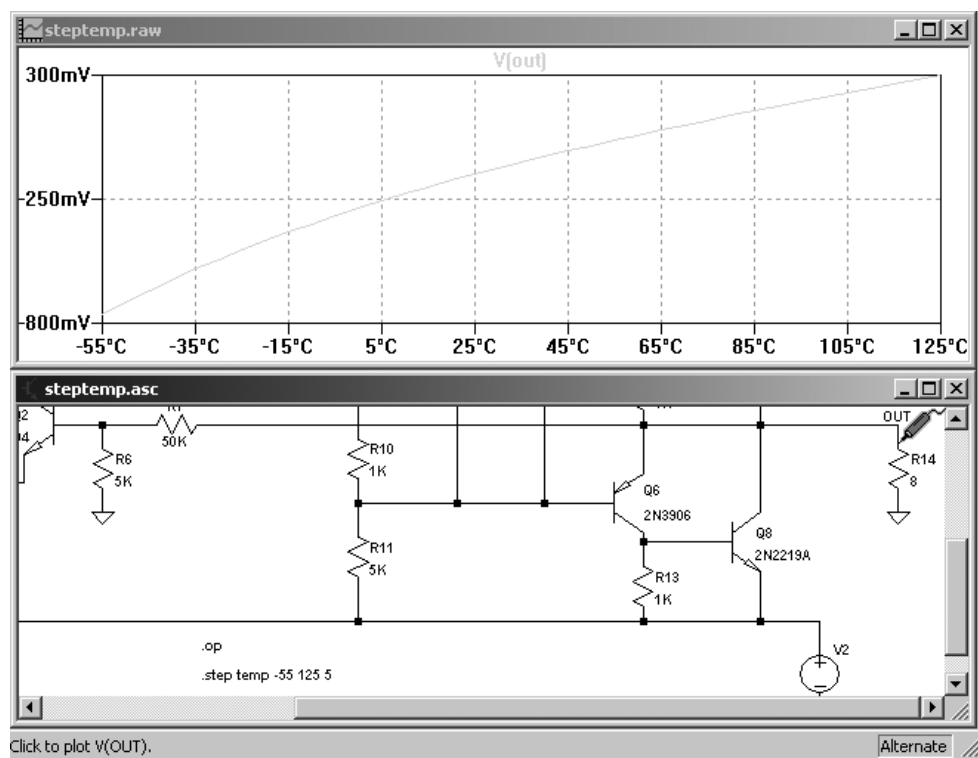 steptemp.raw
V(out)
300mV
-250mV
-800mV
-55°C -35°C -15°C 5°C 25°C 45°C 65°C 85°C 105°C 125°C
steptemp.asc
50K
R6
5K
R10
1K
R11
5K
Q6
2N3906
R13
1K
Q8
2N2219A
OUT
R14
8
V2
.op
.step temp -55 125 5
Click to plot V(OUT).
Alternate